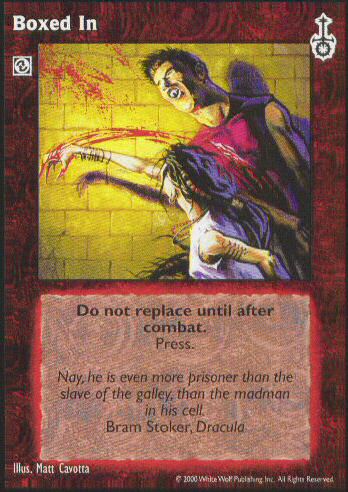 Boxed In
Do not replace until after
combat.
Press.
Nay, he is even more prisoner than the
slave of the galley, than the madman
in his cell.
Bram Stoker, Dracula
Illus. Matt Cavotta
© 2000 White Wolf Publishing Inc. All Rights Reserved.